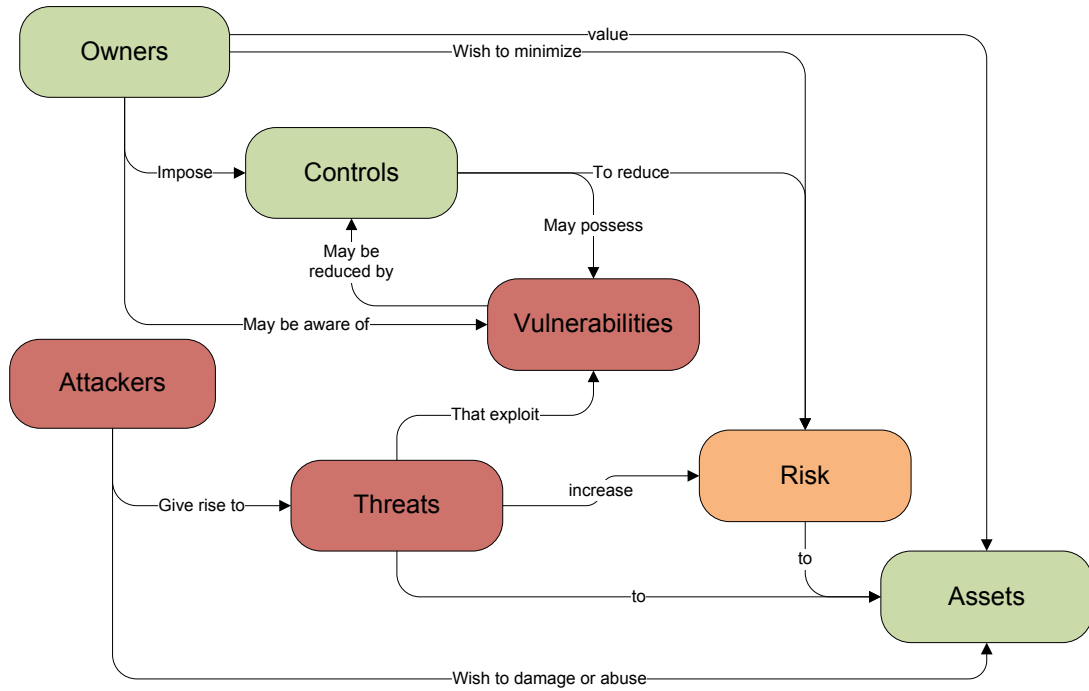 value
Owners
Wish to minimize
Impose
Controls
To reduce
May possess
May be
reduced by
Vulnerabilities
May be aware of
Attackers
That exploit
Risk
increase
Threats
Give rise to
to
to
Assets
Wish to damage or abuse